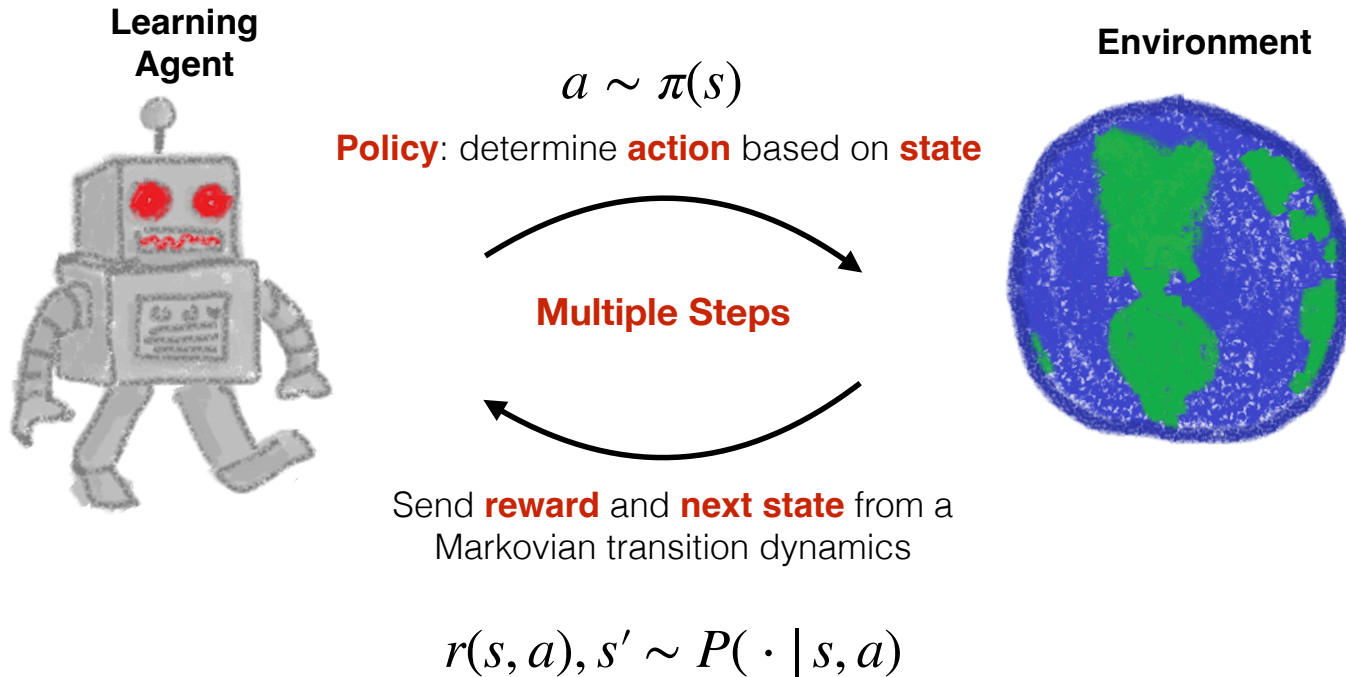 Learning
Agent
Environment
a ∼ π(s)
Policy: determine action based on state
Multiple Steps
Send reward and next state from a
Markovian transition dynamics
r(s, a), s′ ∼ P( · | s, a)